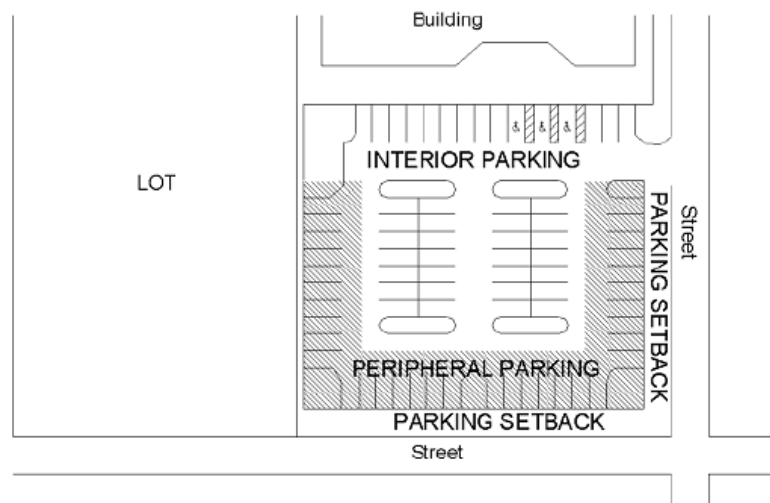 Building
INTERIOR PARKING
LOT
Street
PARKING SETBACK
PERIPHERAL PARKING
PARKING SETBACK
Street